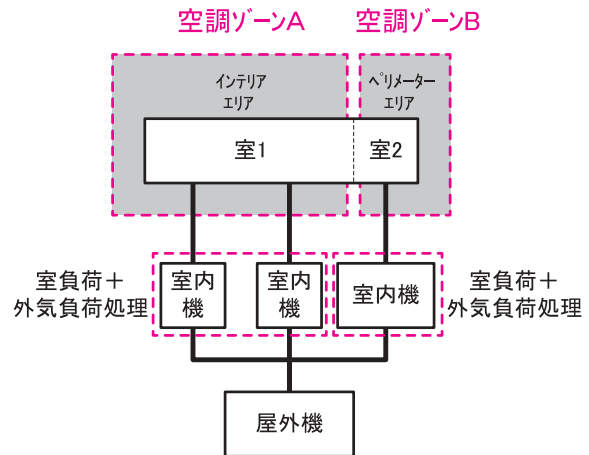 空調ゾーンA
空調ゾーンB
インテリア
エリア
ペリメーター
エリア
室1
室2
室負荷＋
外気負荷処理
室内
機
室内
機
室内機
室負荷＋
外気負荷処理
屋外機